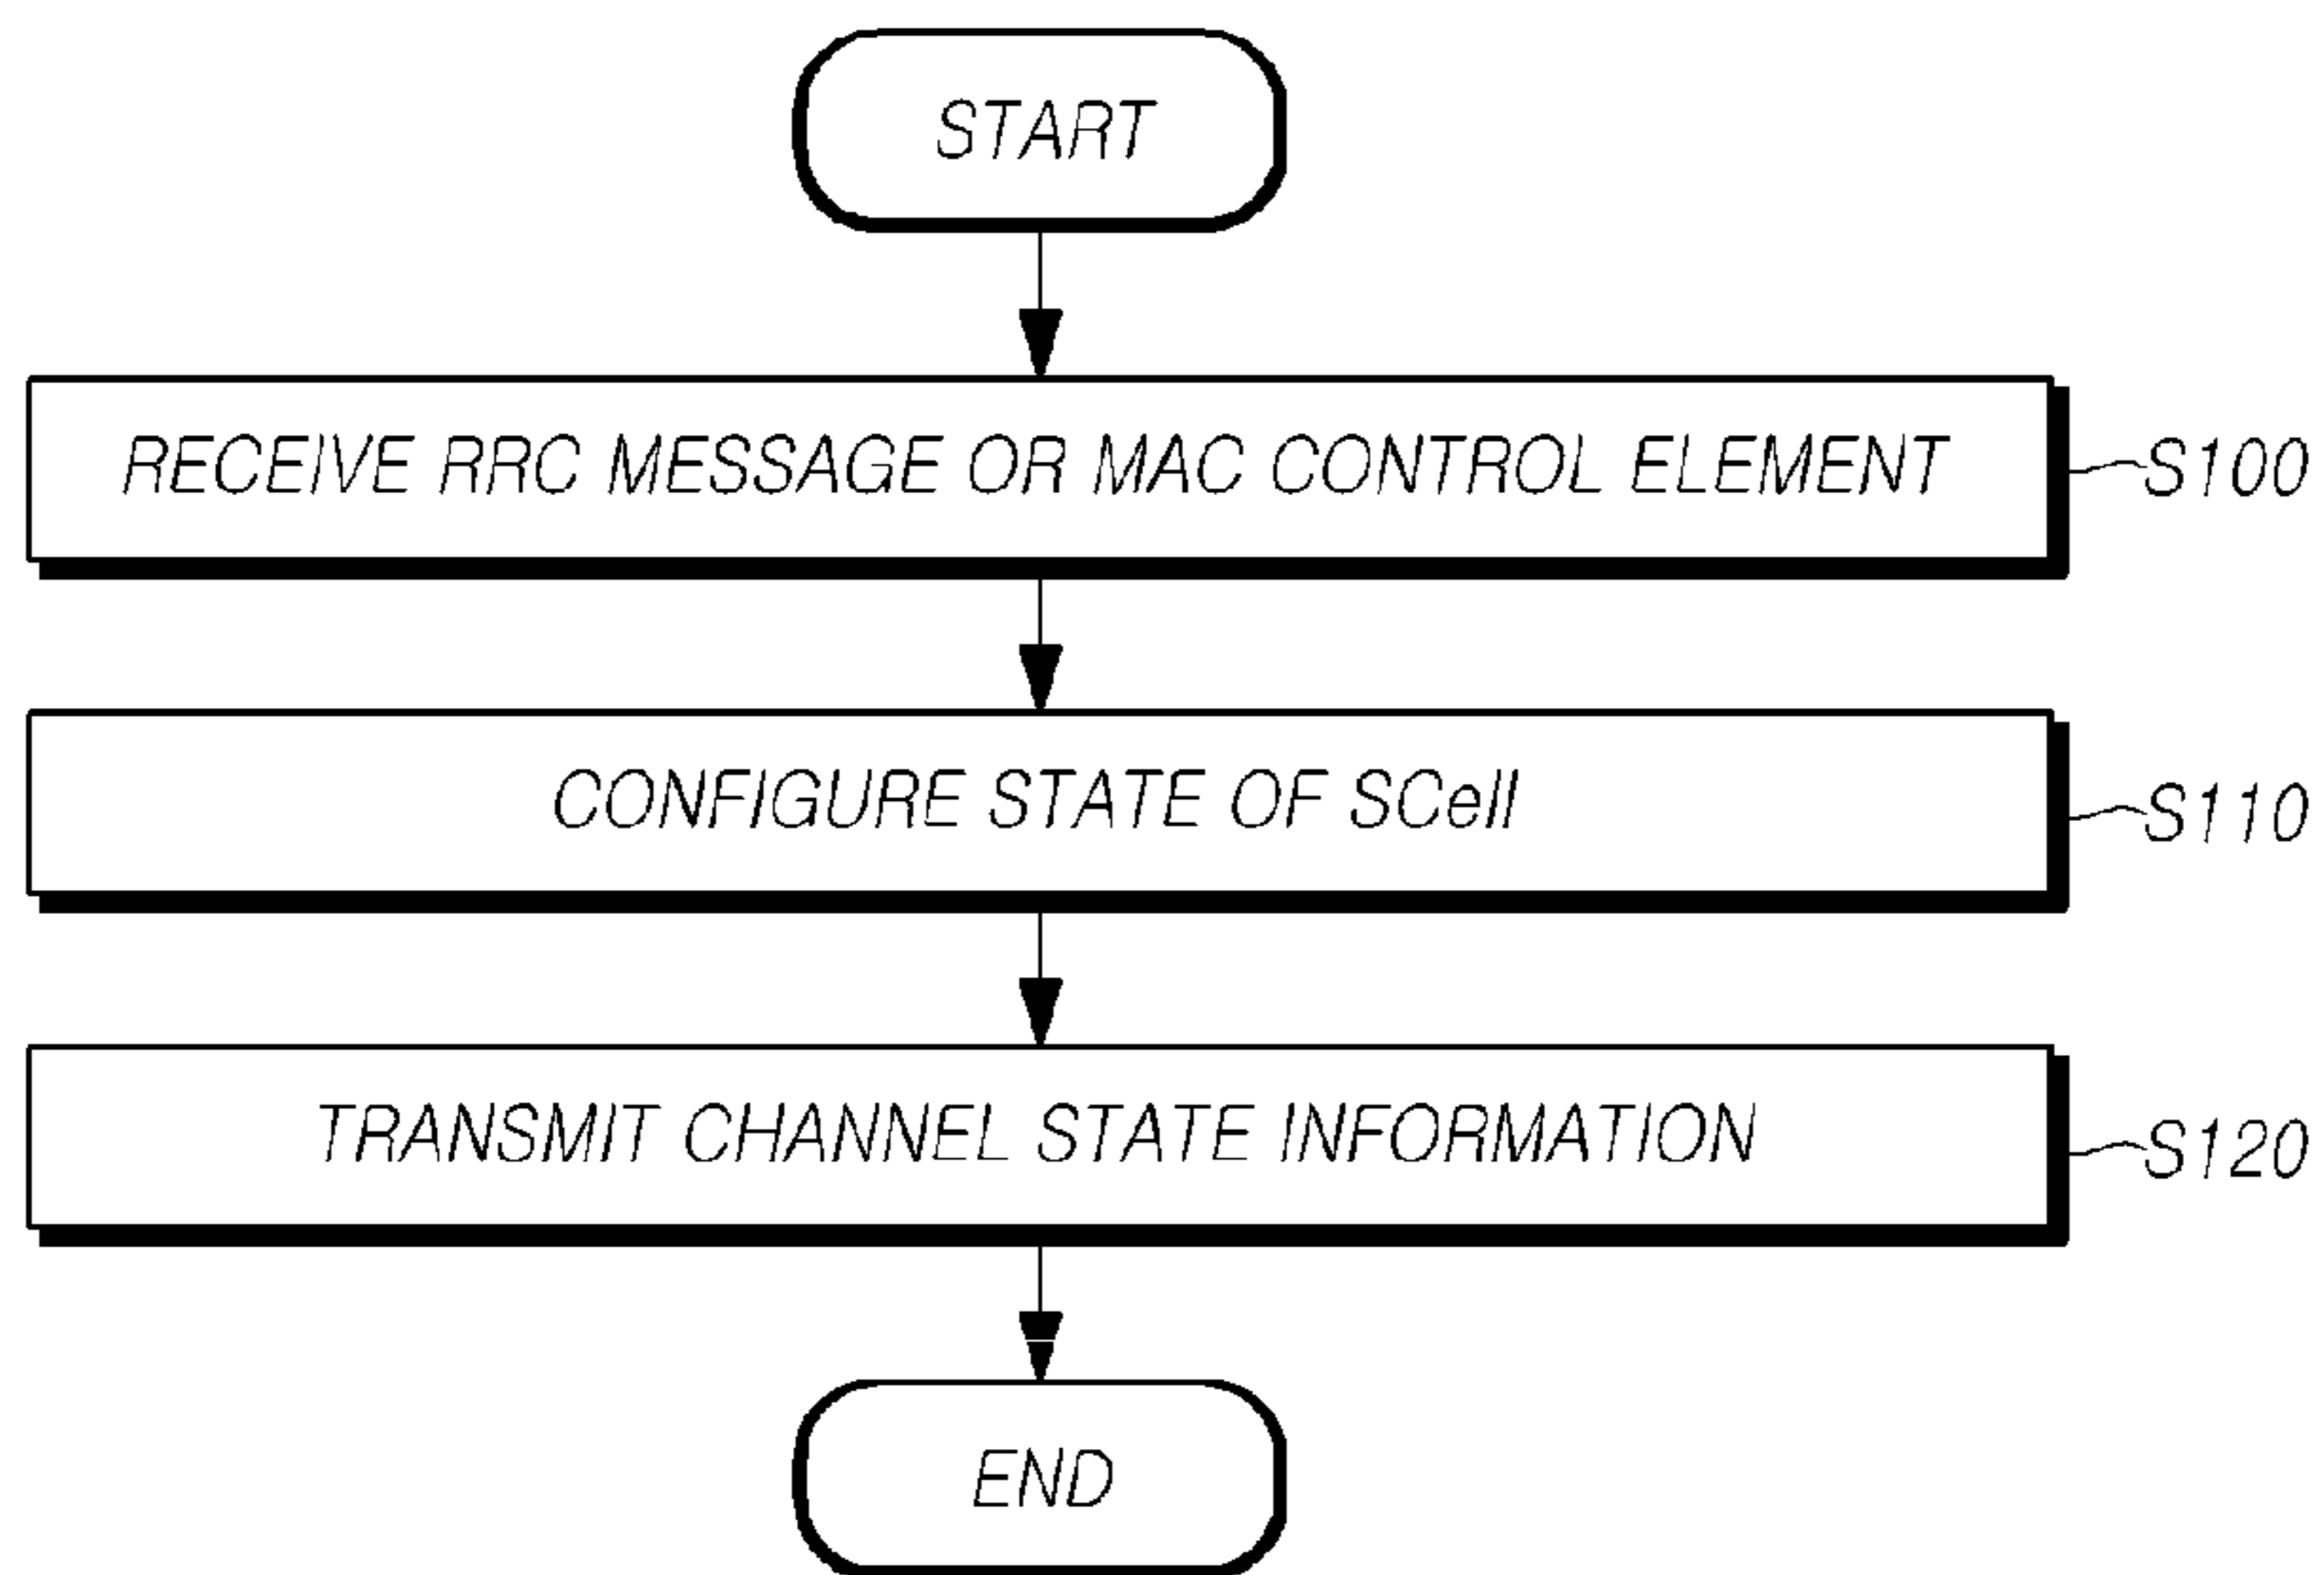 START
RECEIVE RRC MESSAGE OR MAC CONTROL ELEMENT
S100
CONFIGURE STATE OF SCell
S110
TRANSMIT CHANNEL STATE INFORMATION
S120
END